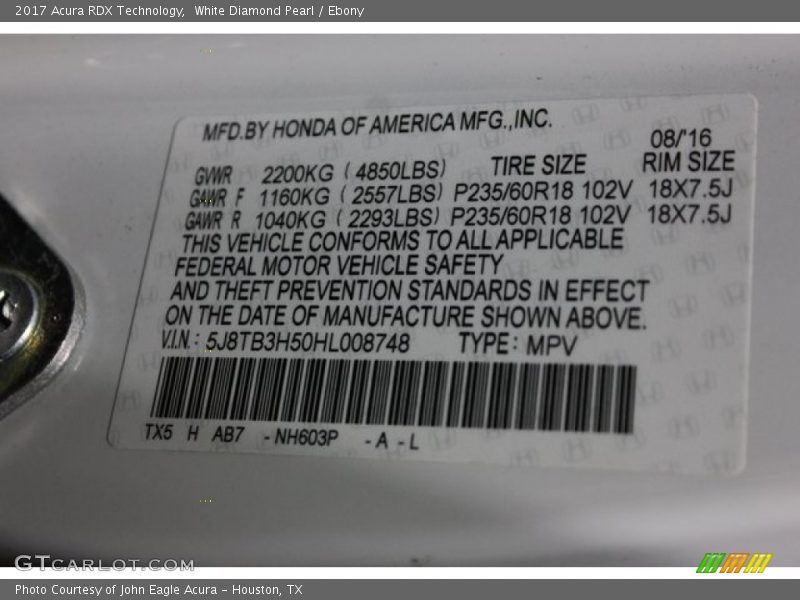 2017 Acura RDX Technology,  White Diamond Pearl / Ebony
MFD.BY HONDA OF AMERICA MFG.,INC.
08/'16
GVWR 2200KG ( 4850LBS) TIRE SIZE RIM SIZE
GAWR F 1160KG ( 2557LBS) P235/60R18 102V 18X7.5J
GAWR R 1040KG ( 2293LBS) P235/60R18 102V 18X7.5J
THIS VEHICLE CONFORMS TO ALL APPLICABLE
FEDERAL MOTOR VEHICLE SAFETY
AND THEFT PREVENTION STANDARDS IN EFFECT
ON THE DATE OF MANUFACTURE SHOWN ABOVE.
V.I.N.: 5J8TB3H50HL008748 TYPE: MPV
TX5 H AB7 -NH603P -A -L
GTCARLOT.COM
Photo Courtesy of John Eagle Acura - Houston, TX